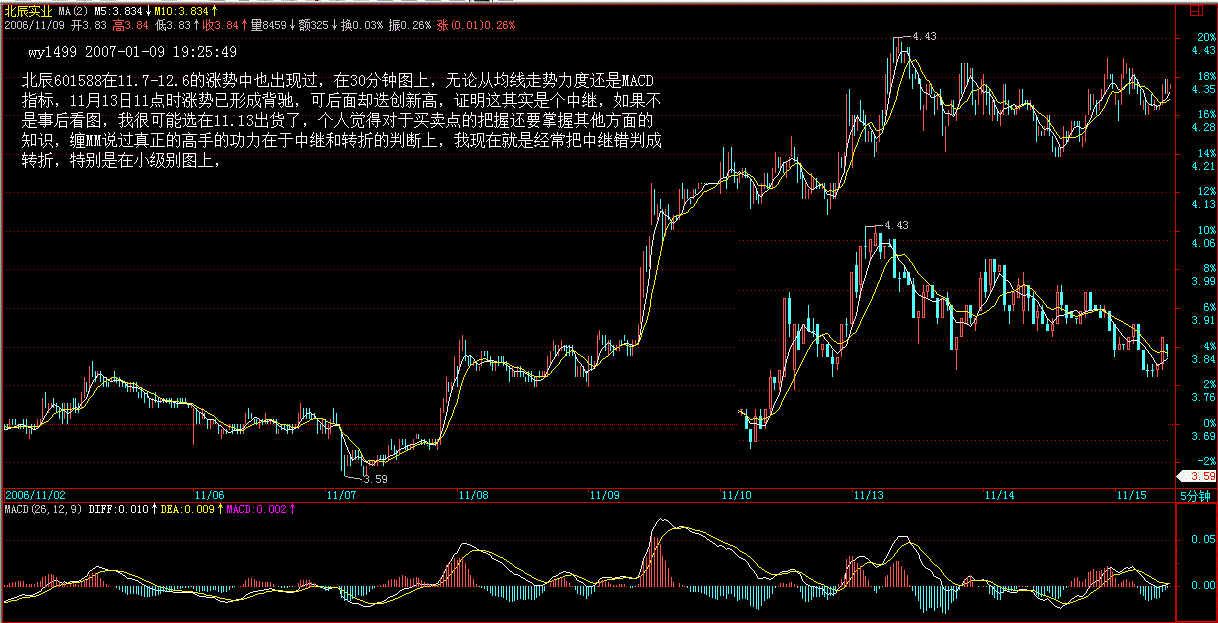 北辰实业 MA(2) M5:3.834↓M10:3.834↑ 日
2006/11/09 开3.83 高3.84 低3.83↑收3.84↑量8459↓额325↓换0.03% 振0.26% 涨(0.01)0.26%
wyl499 2007-01-09 19:25:49
北辰601588在11.7-12.6的涨势中也出现过，在30分钟图上，无论从均线走势力度还是MACD
指标，11月13日11点时涨势已形成背驰，可后面却迭创新高，证明这其实是个中继，如果不
是事后看图，我很可能选在11.13出货了，个人觉得对于买卖点的把握还要掌握其他方面的
知识，缠MM说过真正的高手的功力在于中继和转折的判断上，我现在就是经常把中继错判成
转折，特别是在小级别图上，
4.43
4.43
3.59
20%
4.43
18%
4.35
16%
4.28
14%
4.21
12%
4.13
10%
4.06
8%
3.99
6%
3.91
4%
3.84
2%
3.76
0%
3.69
-2%
3.59
2006/11/02 11/06 11/07 11/08 11/09 11/10 11/13 11/14 11/15 5分钟
MACD(26,12,9) DIFF:0.010↑DEA:0.009↑MACD:0.002↑
0.05
0.00